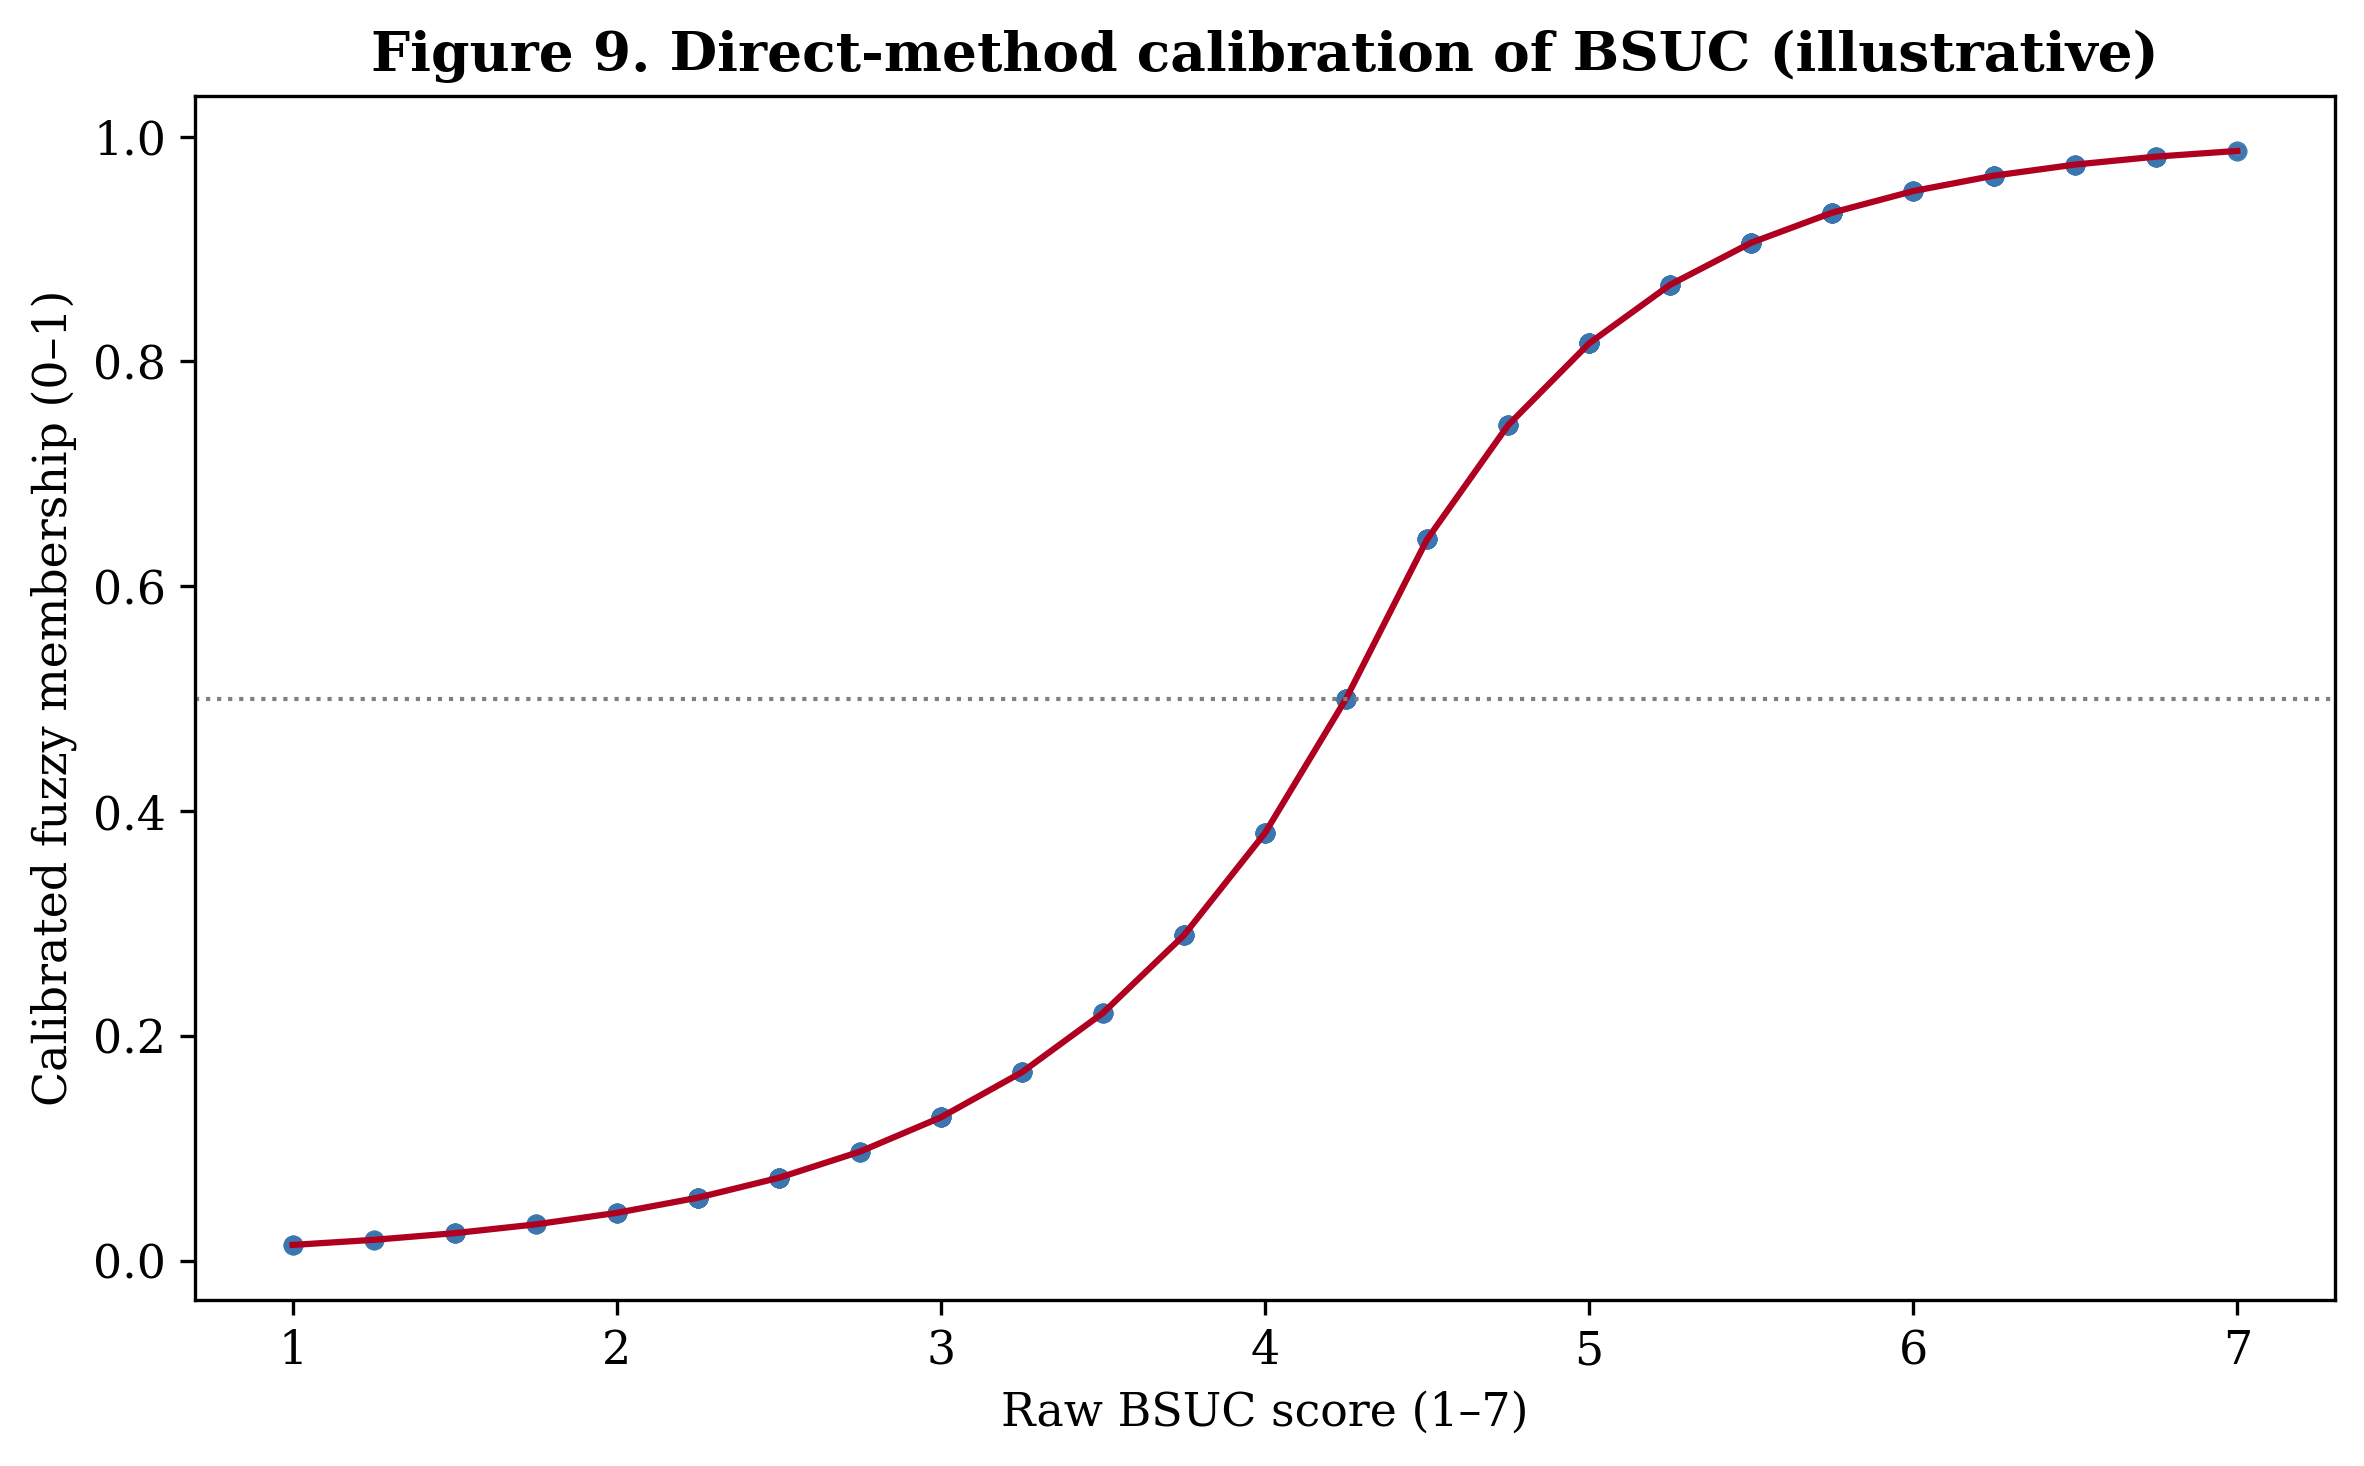 Figure 9. Direct-method calibration of BSUC (illustrative)
Calibrated fuzzy membership (0–1)
1.0
0.8
0.6
0.4
0.2
0.0
1 2 3 4 5 6 7
Raw BSUC score (1–7)